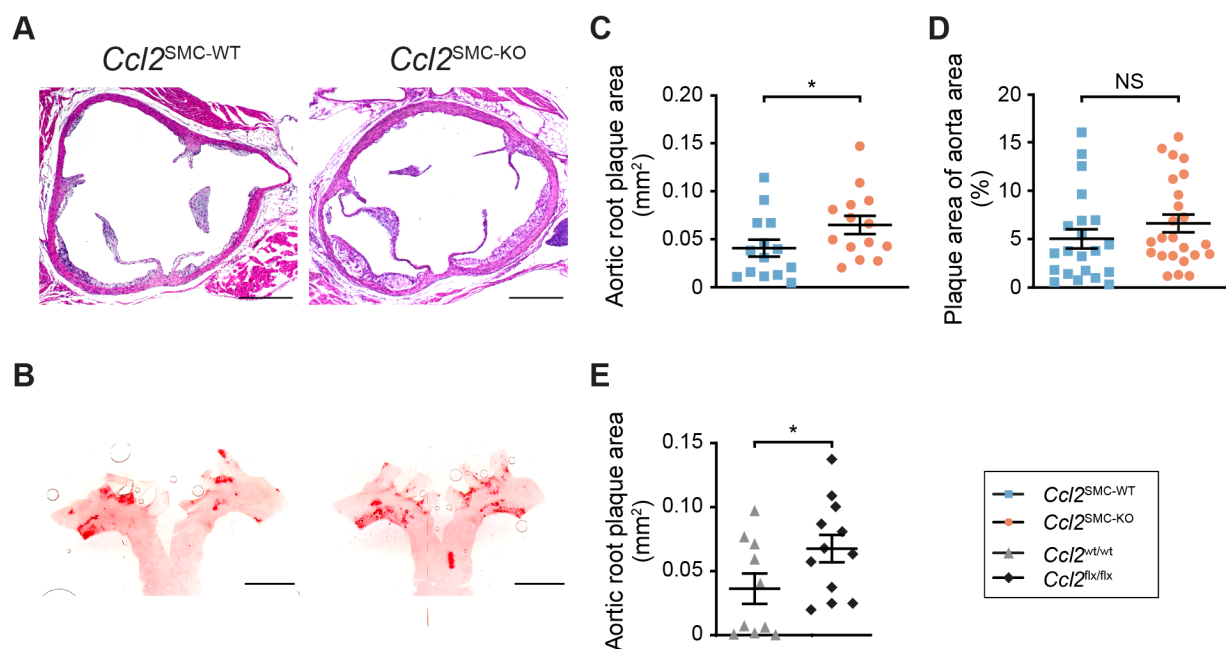 A
Ccl2SMC-WT
Ccl2SMC-KO
C
Aortic root plaque area
(mm2)
0.20
0.15
0.10
0.05
0
*
D
Plaque area of aorta area
(%)
20
15
10
5
0
NS
B
E
Aortic root plaque area
(mm2)
0.15
0.10
0.05
0
*
Ccl2SMC-WT
Ccl2SMC-KO
Ccl2wt/wt
Ccl2flx/flx